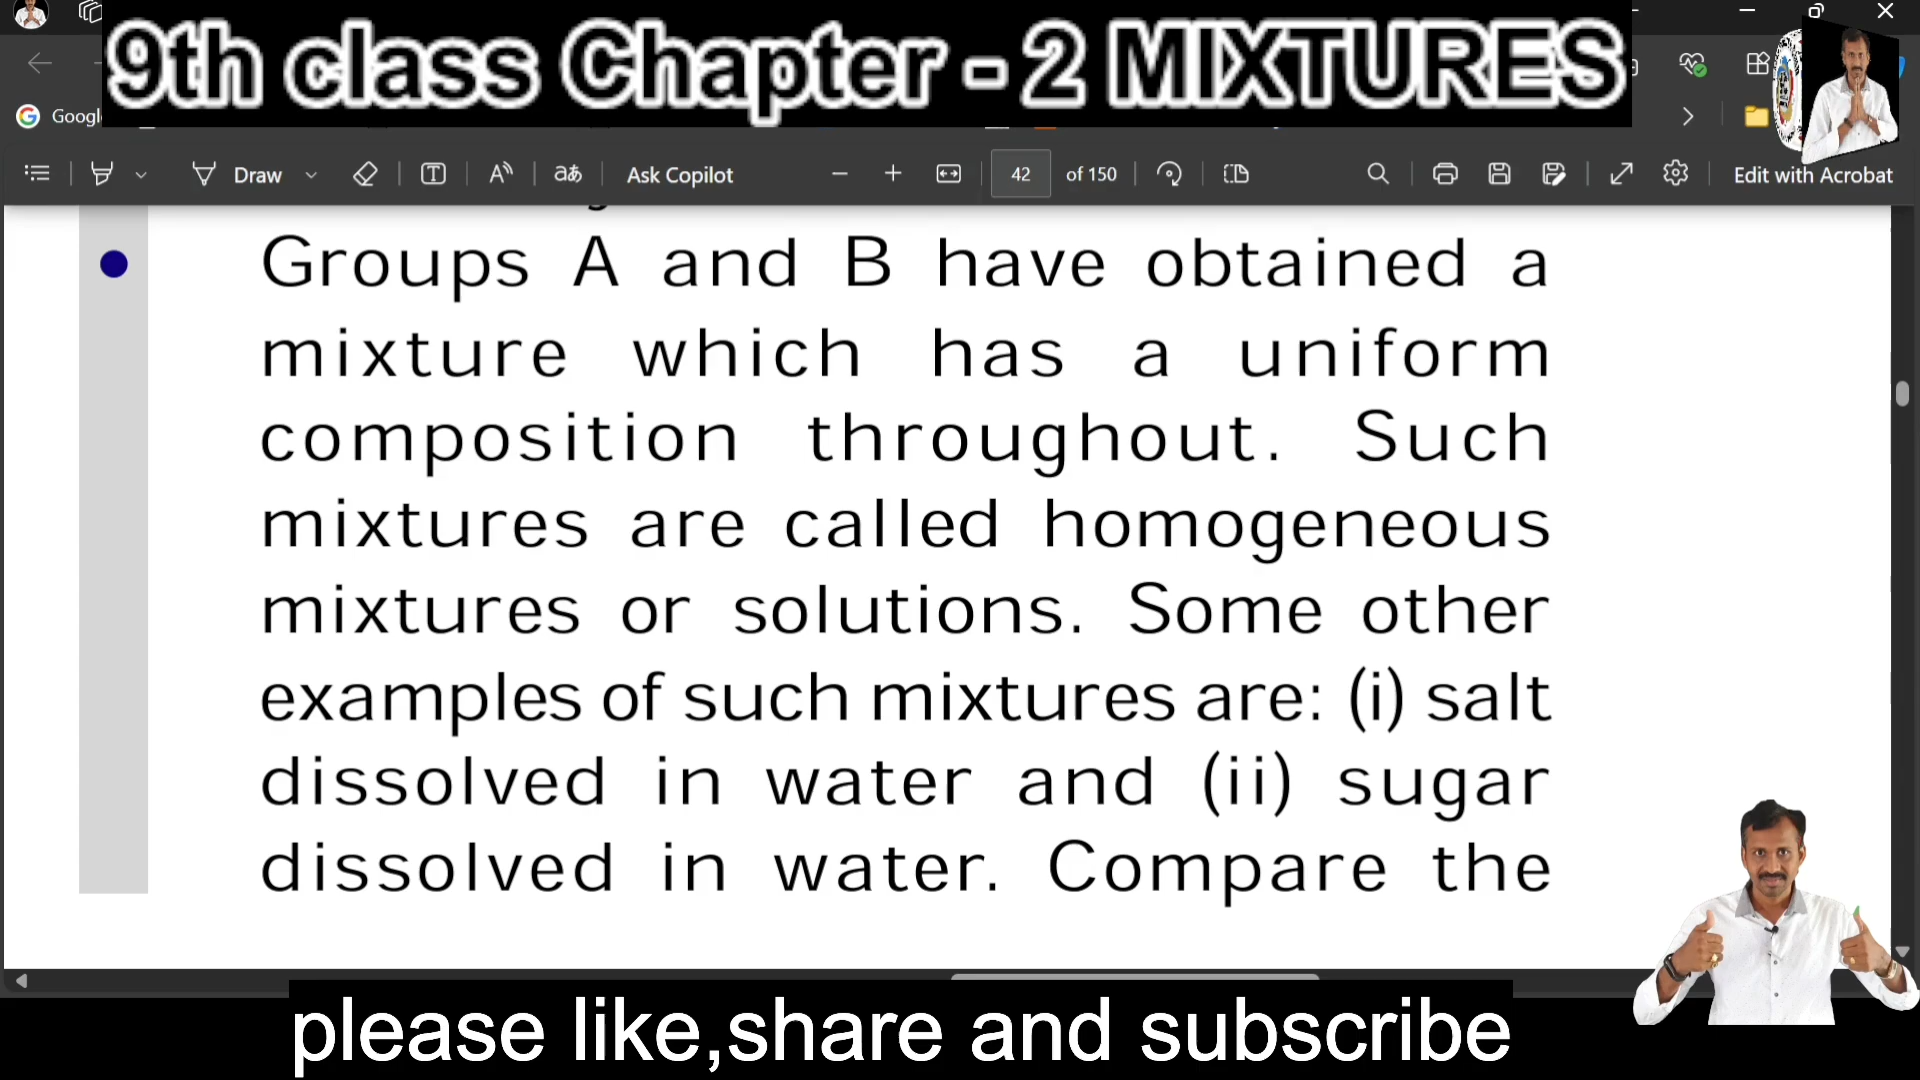 9th class Chapter - 2 MIXTURES
Draw
Ask Copilot
42
of 150
Edit with Acrobat
Groups A and B have obtained a
mixture which has a uniform
composition throughout. Such
mixtures are called homogeneous
mixtures or solutions. Some other
examples of such mixtures are: (i) salt
dissolved in water and (ii) sugar
dissolved in water. Compare the
please like,share and subscribe